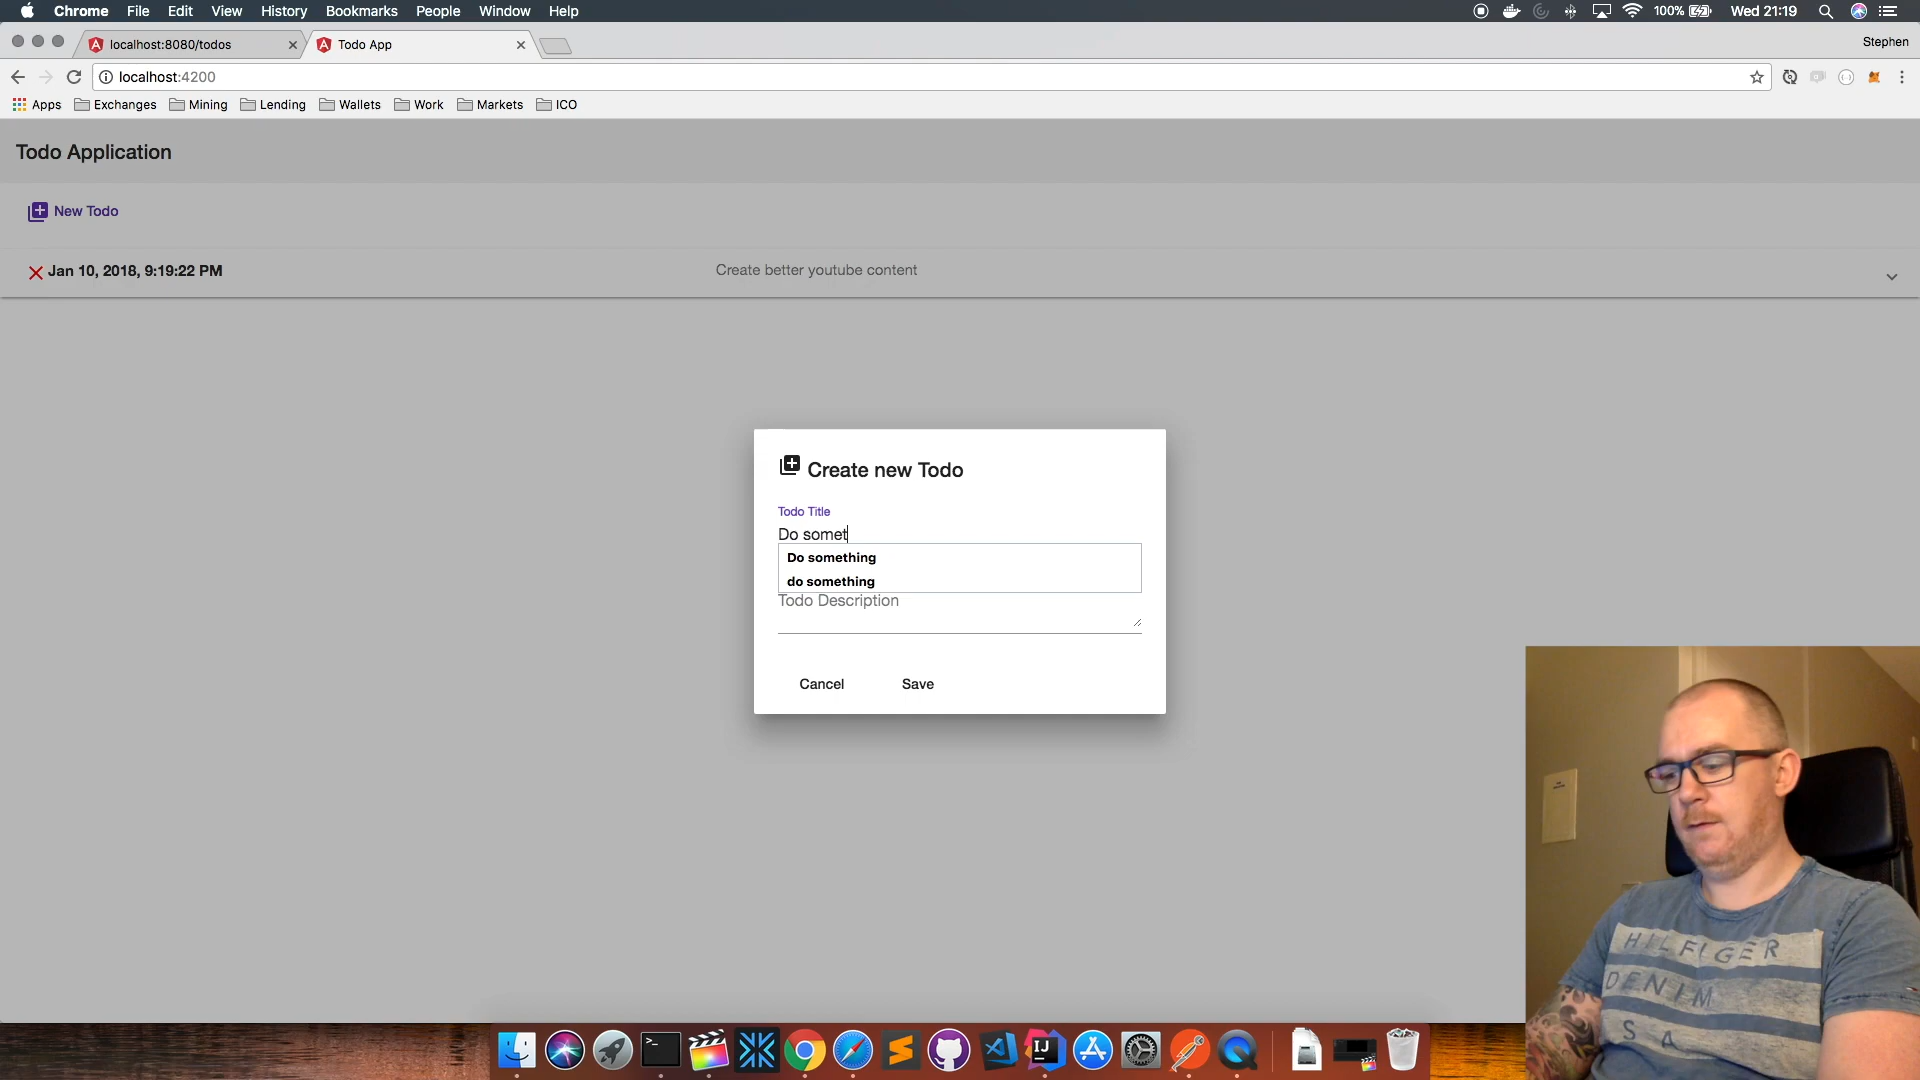 Chrome File Edit View History Bookmarks People Window Help
100% Wed 21:19
localhost:8080/todos
Todo App
Stephen
localhost:4200
Apps Exchanges Mining Lending Wallets Work Markets ICO
Todo Application
New Todo
Jan 10, 2018, 9:19:22 PM
Create better youtube content
Create new Todo
Todo Title
Do somet
Do something
do something
Todo Description
Cancel
Save
HILFIGER
DENIM
S A
IJ